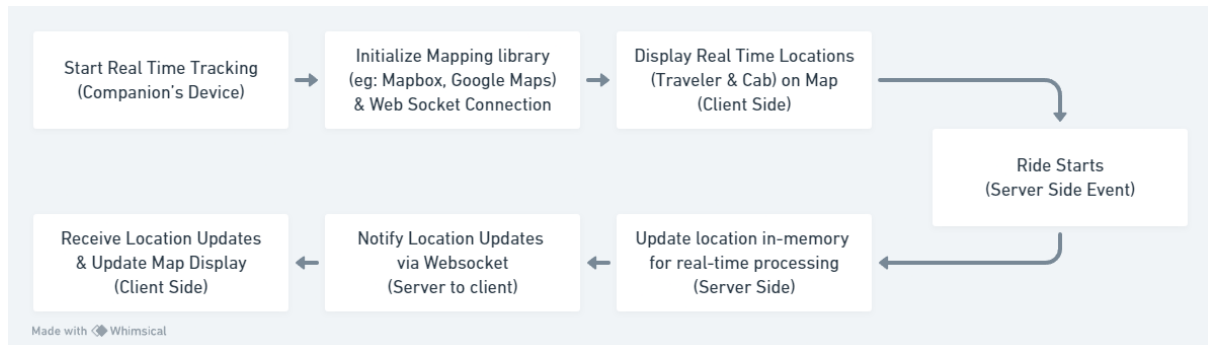 Start Real Time Tracking
(Companion's Device)
Initialize Mapping library
(eg: Mapbox, Google Maps)
& Web Socket Connection
Display Real Time Locations
(Traveler & Cab) on Map
(Client Side)
Ride Starts
(Server Side Event)
Update location in-memory
for real-time processing
(Server Side)
Notify Location Updates
via Websocket
(Server to client)
Receive Location Updates
& Update Map Display
(Client Side)
Made with Whimsical